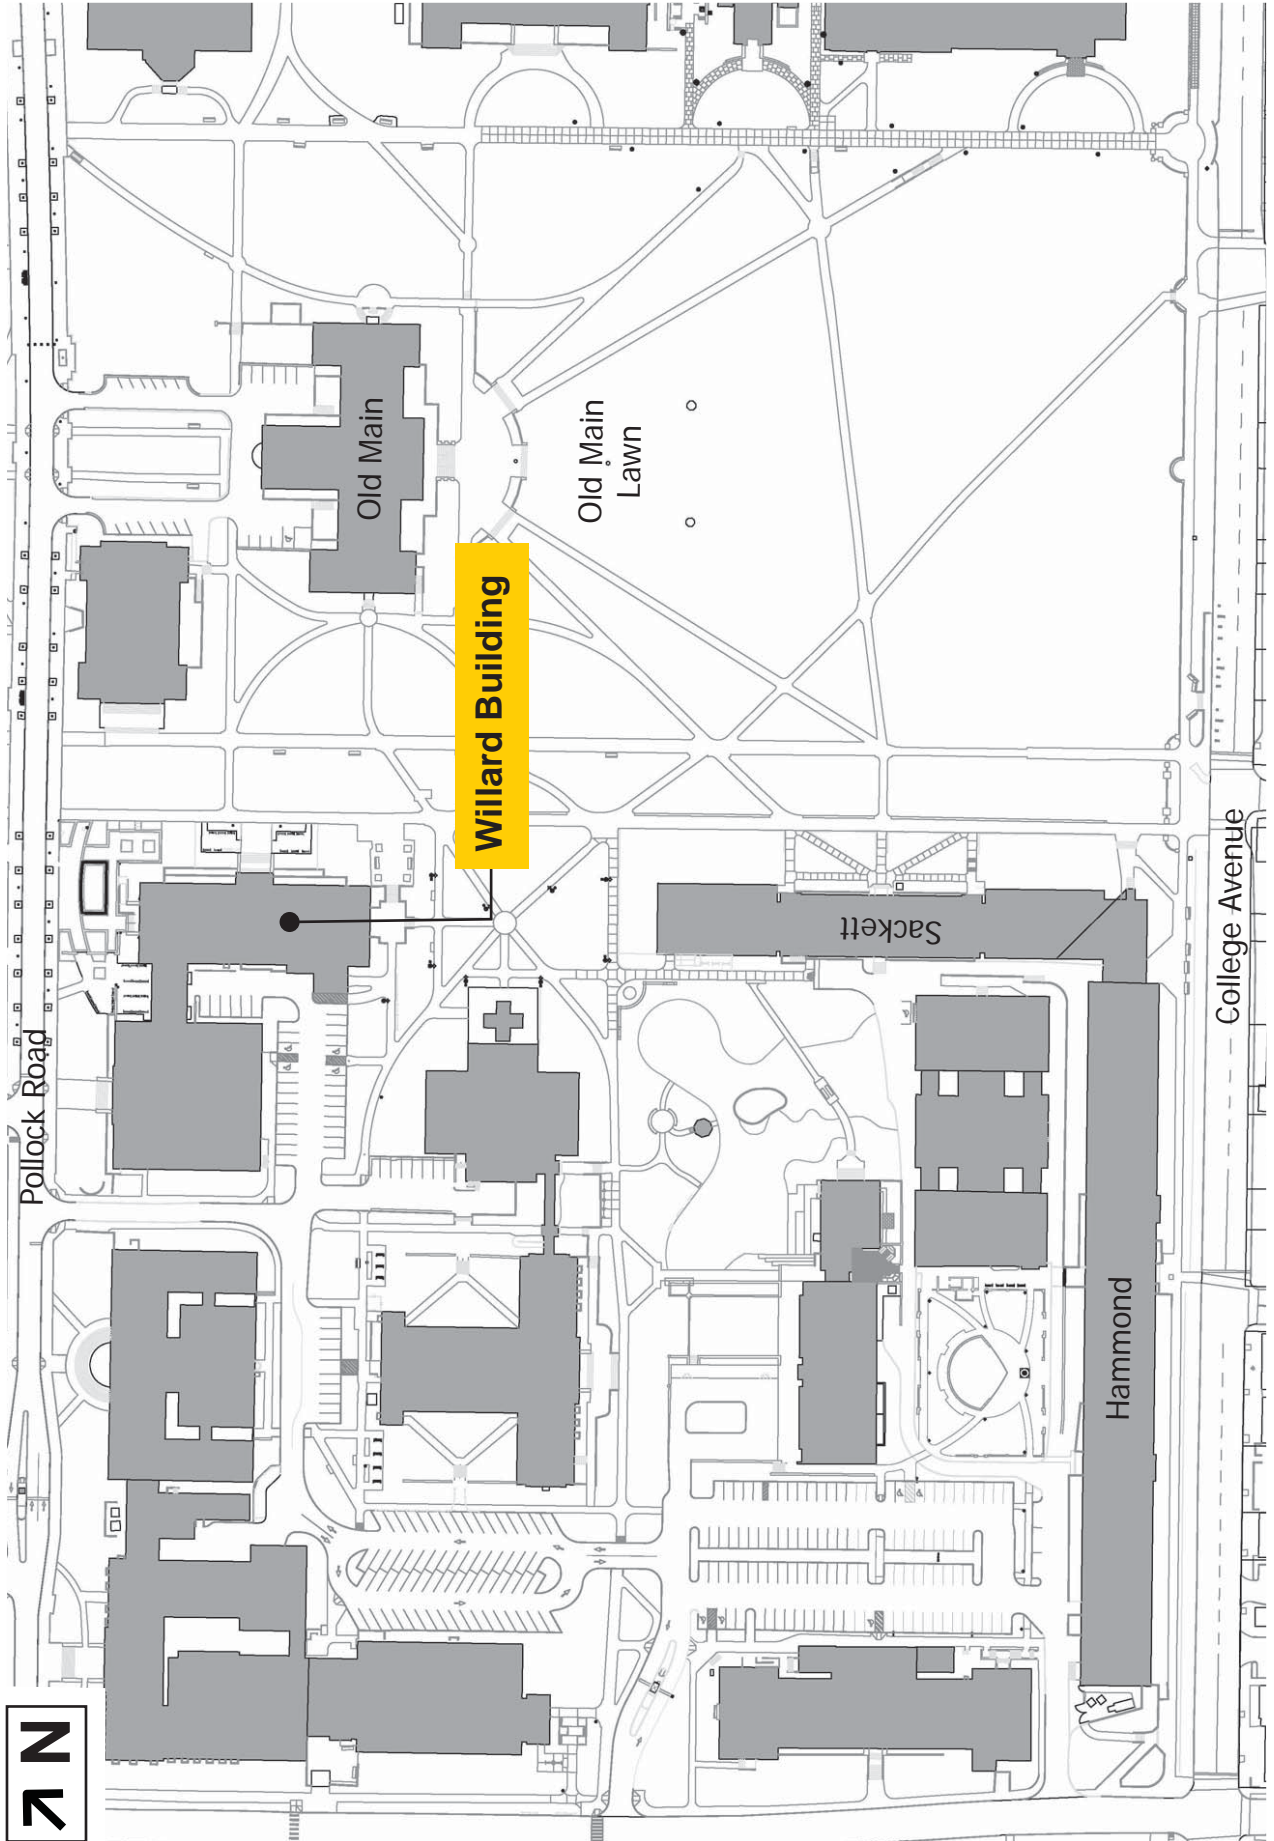 N
Pollock Road
Old Main
Old Main
Lawn
Willard Building
Sackett
Hammond
College Avenue